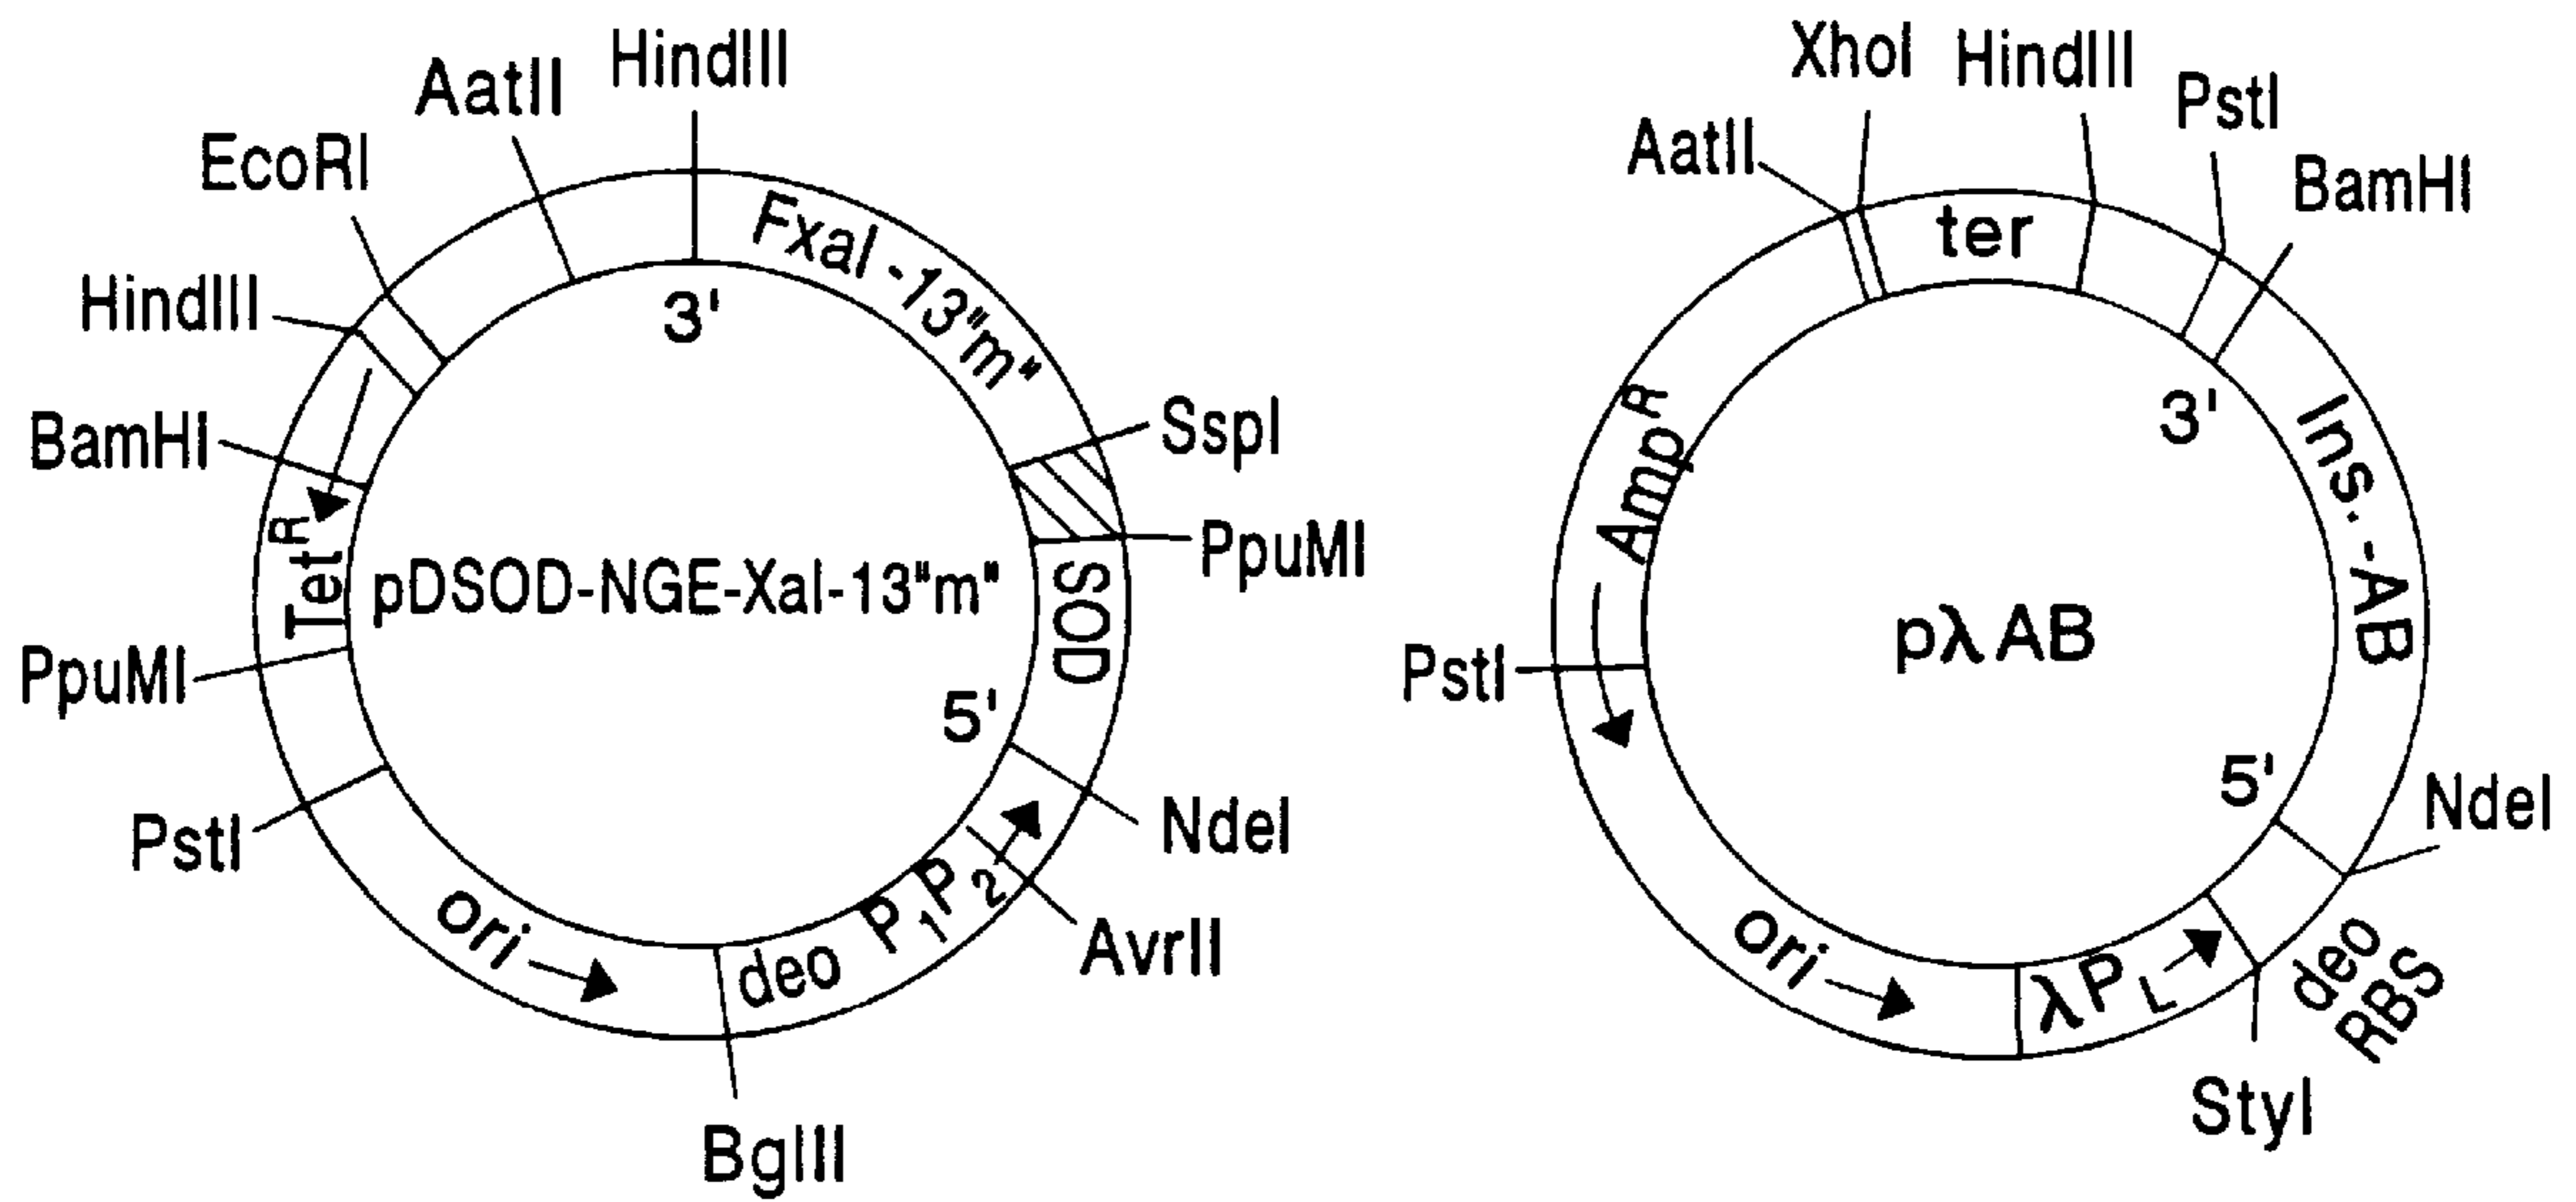 HindIII
AatII
EcoRI
HindIII
BamHI
Tet R
PpuMI
PstI
ori
BglII
deo P1P2
AvrII
NdeI
5'
SOD
PpuMI
SspI
Fxal-13"m"
3'
pDSOD-NGE-Xal-13"m"
XhoI
HindIII
PstI
AatII
BamHI
ter
3'
Ins.-AB
Amp R
pλAB
PstI
5'
NdeI
deo
RBS
ori
λPL
StyI